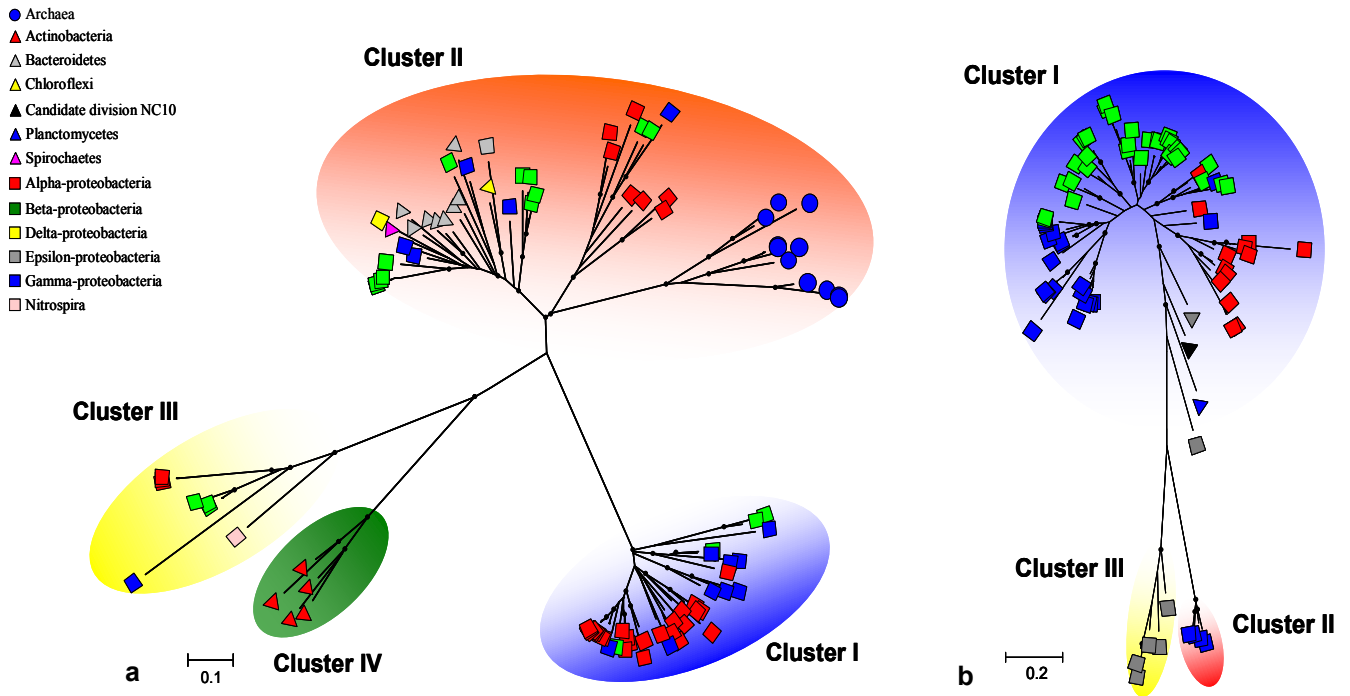 Archaea
Actinobacteria
Bacteroidetes
Chloroflexi
Candidate division NC10
Planctomycetes
Spirochaetes
Alpha-proteobacteria
Beta-proteobacteria
Delta-proteobacteria
Epsilon-proteobacteria
Gamma-proteobacteria
Nitrospira
Cluster II
Cluster III
Cluster IV
Cluster I
a
0.1
Cluster I
Cluster III
Cluster II
b
0.2